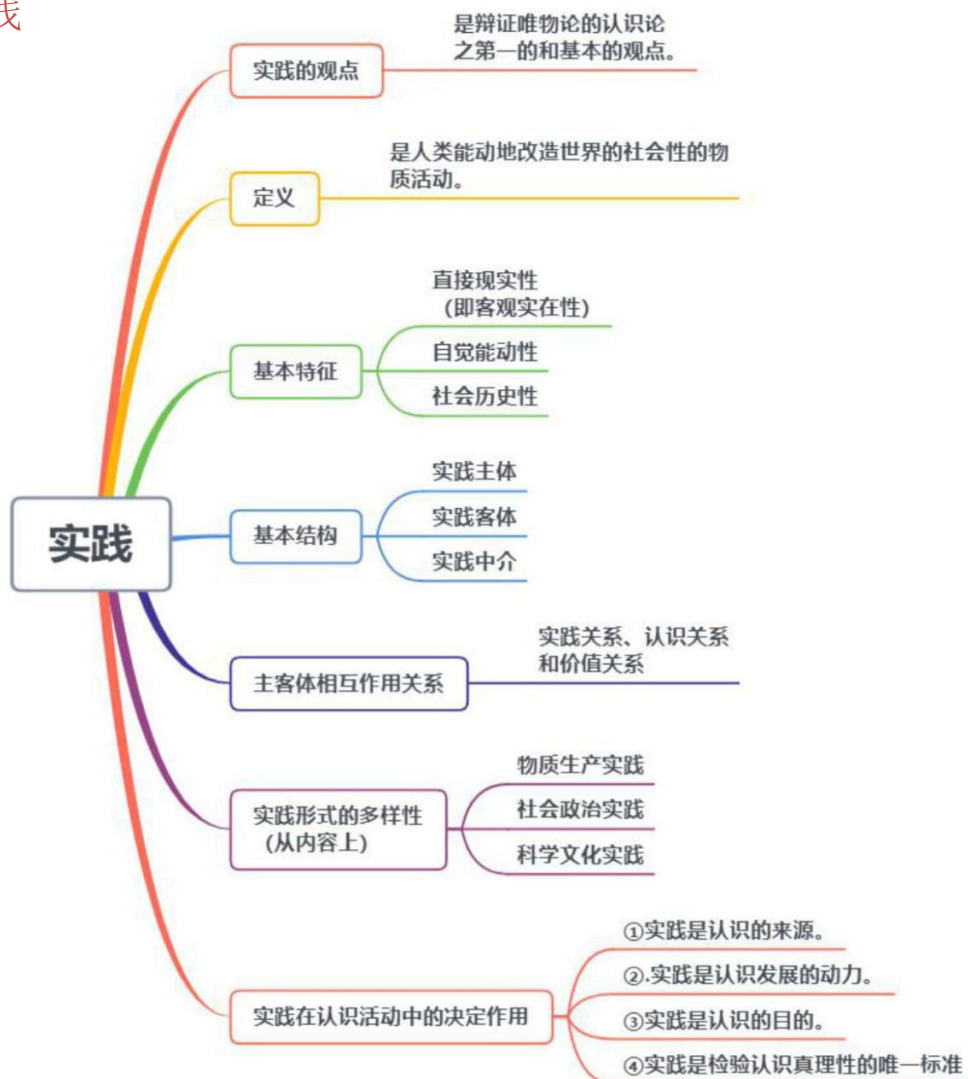 践
实践的观点
是辩证唯物论的认识论
之第一的和基本的观点。
定义
是人类能动地改造世界的社会性的物
质活动。
基本特征
直接现实性
(即客观实在性)
自觉能动性
社会历史性
实践
基本结构
实践主体
实践客体
实践中介
主客体相互作用关系
实践关系、认识关系
和价值关系
实践形式的多样性
(从内容上)
物质生产实践
社会政治实践
科学文化实践
实践在认识活动中的决定作用
①实践是认识的来源。
②.实践是认识发展的动力。
③实践是认识的目的。
④实践是检验认识真理性的唯一标准